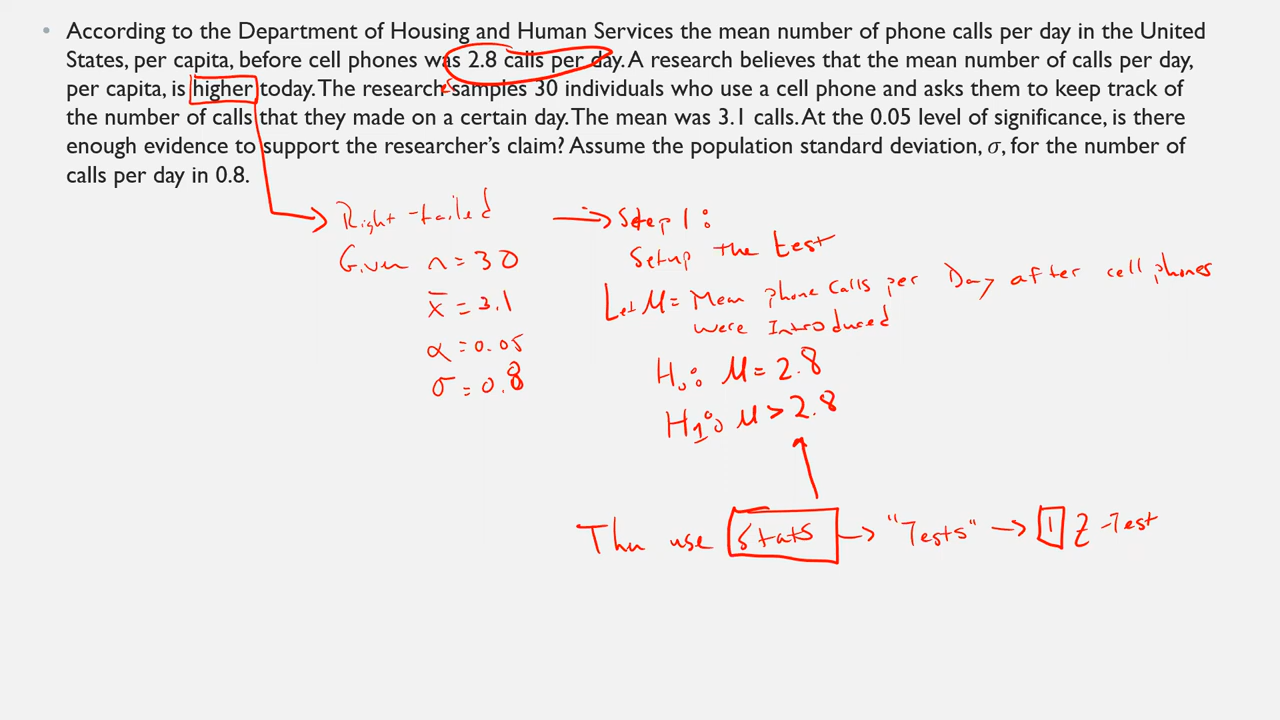 • According to the Department of Housing and Human Services the mean number of phone calls per day in the United
States, per capita, before cell phones was 2.8 calls per day. A research believes that the mean number of calls per day,
per capita, is higher today. The research samples 30 individuals who use a cell phone and asks them to keep track of
the number of calls that they made on a certain day. The mean was 3.1 calls. At the 0.05 level of significance, is there
enough evidence to support the researcher's claim? Assume the population standard deviation, σ, for the number of
calls per day in 0.8.
Right-tailed
Given n = 30
x̄ = 3.1
α = 0.05
σ = 0.8
→ Step 1:
Setup the test
Let μ = Mean phone calls per Day after cell phones
were Introduced
H₀: μ = 2.8
H₁: μ > 2.8
Then use Stats → "Tests" → 1 Z-Test